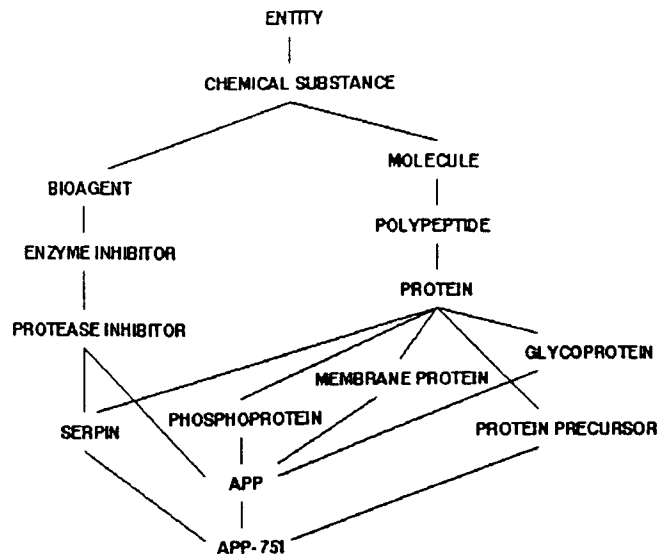 ENTITY
CHEMICAL SUBSTANCE
MOLECULE
BIOAGENT
POLYPEPTIDE
ENZYME INHIBITOR
PROTEIN
PROTEASE INHIBITOR
GLYCOPROTEIN
MEMBRANE PROTEIN
PHOSPHOPROTEIN
SERPIN
PROTEIN PRECURSOR
APP
APP-751